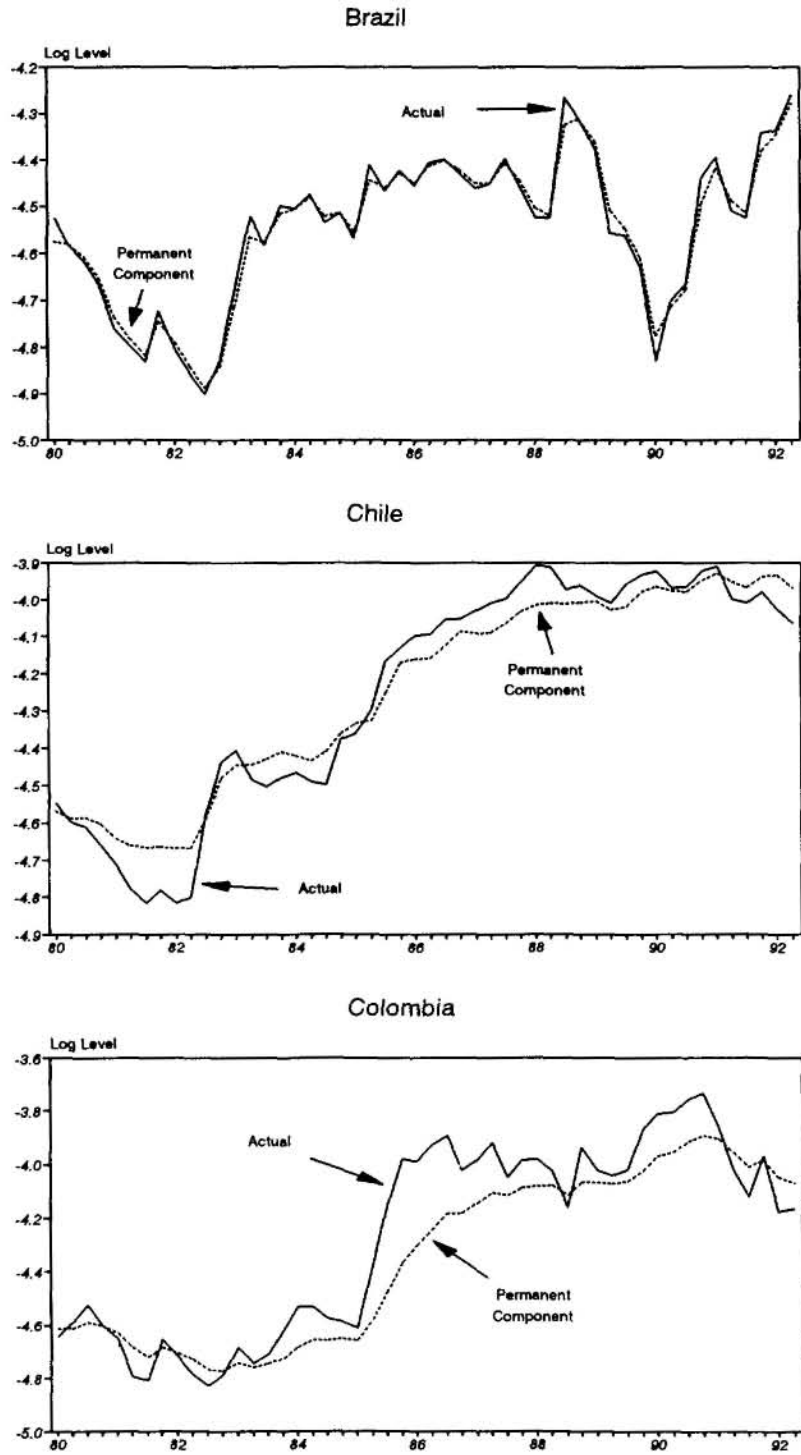 Brazil
Log Level
-4.2
-4.3
-4.4
-4.5
-4.6
-4.7
-4.8
-4.9
-5.0
Actual
Permanent
Component
80 82 84 86 88 90 92
Chile
Log Level
-3.9
-4.0
-4.1
-4.2
-4.3
-4.4
-4.5
-4.6
-4.7
-4.8
-4.9
Permanent
Component
Actual
80 82 84 86 88 90 92
Colombia
Log Level
-3.6
-3.8
-4.0
-4.2
-4.4
-4.6
-4.8
-5.0
Actual
Permanent
Component
80 82 84 86 88 90 92